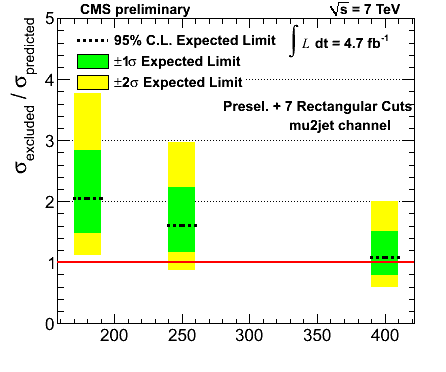 CMS preliminary
√s = 7 TeV
95% C.L. Expected Limit
∫ L dt = 4.7 fb⁻¹
±1σ Expected Limit
±2σ Expected Limit
Presel. + 7 Rectangular Cuts
mu2jet channel
σexcluded / σpredicted
5
4
3
2
1
0
200 250 300 350 400